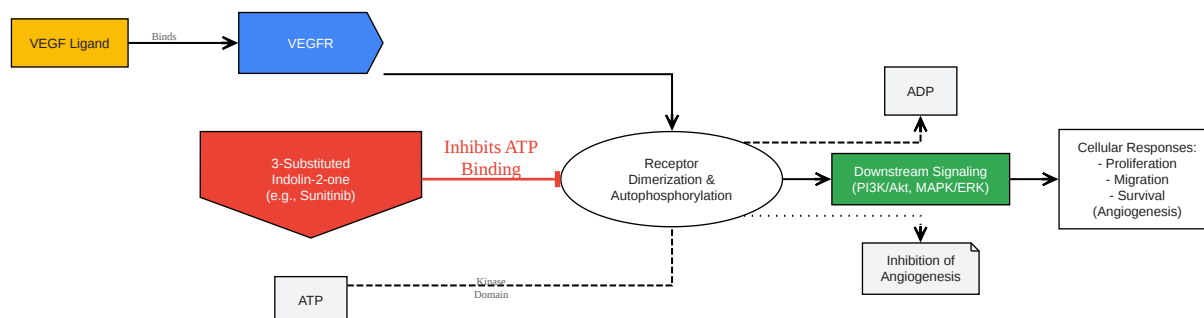 VEGF Ligand
Binds
VEGFR
ADP
3-Substituted
Indolin-2-one
(e.g., Sunitinib)
Inhibits ATP
Binding
Receptor
Dimerization &
Autophosphorylation
Downstream Signaling
(PI3K/Akt, MAPK/ERK)
Cellular Responses:
- Proliferation
- Migration
- Survival
(Angiogenesis)
Inhibition of
Angiogenesis
ATP
Kinase
Domain